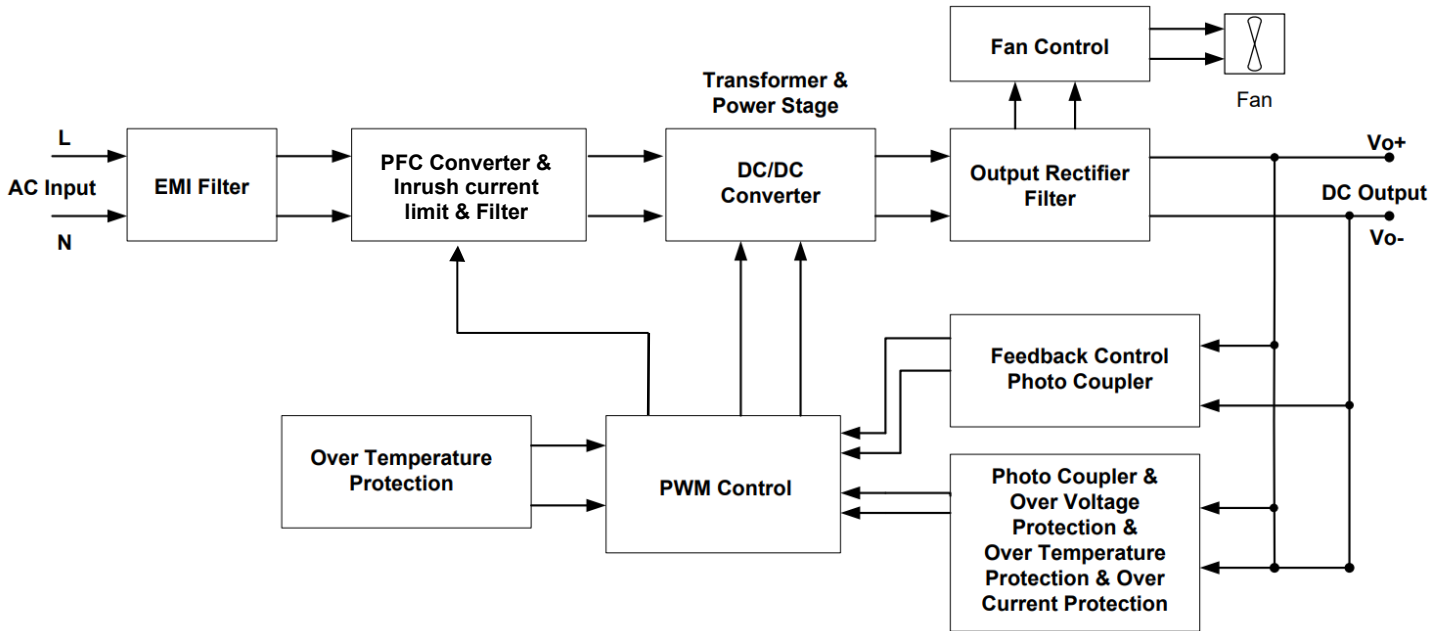 Fan Control
Fan
Transformer &
Power Stage
L
AC Input
N
EMI Filter
PFC Converter &
Inrush current
limit & Filter
DC/DC
Converter
Output Rectifier
Filter
Vo+
DC Output
Vo-
Feedback Control
Photo Coupler
Over Temperature
Protection
PWM Control
Photo Coupler &
Over Voltage
Protection &
Over Temperature
Protection & Over
Current Protection